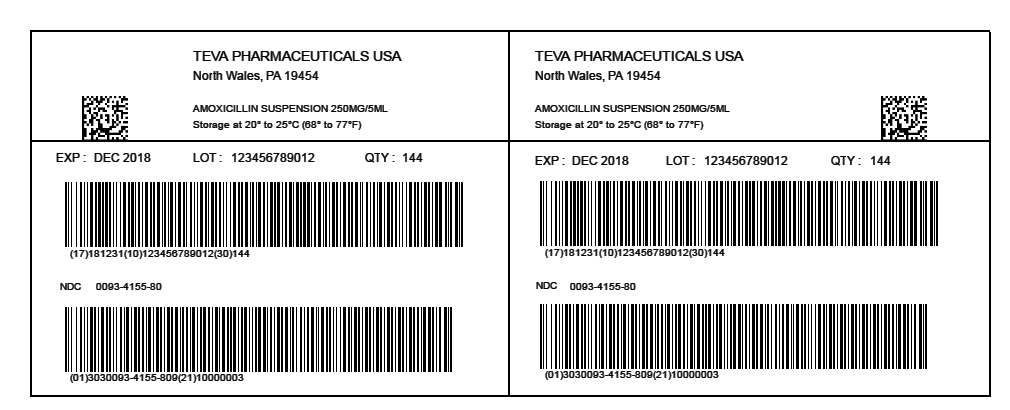 TEVA PHARMACEUTICALS USA
North Wales, PA 19454
AMOXICILLIN SUSPENSION 250MG/5ML
Storage at 20° to 25°C (68° to 77°F)
EXP : DEC 2018 LOT : 123456789012 QTY : 144
(17)181231(10)123456789012(30)144
NDC 0093-4155-80
(01)3030093-4155-809(21)10000003
TEVA PHARMACEUTICALS USA
North Wales, PA 19454
AMOXICILLIN SUSPENSION 250MG/5ML
Storage at 20° to 25°C (68° to 77°F)
EXP : DEC 2018 LOT : 123456789012 QTY : 144
(17)181231(10)123456789012(30)144
NDC 0093-4155-80
(01)3030093-4155-809(21)10000003